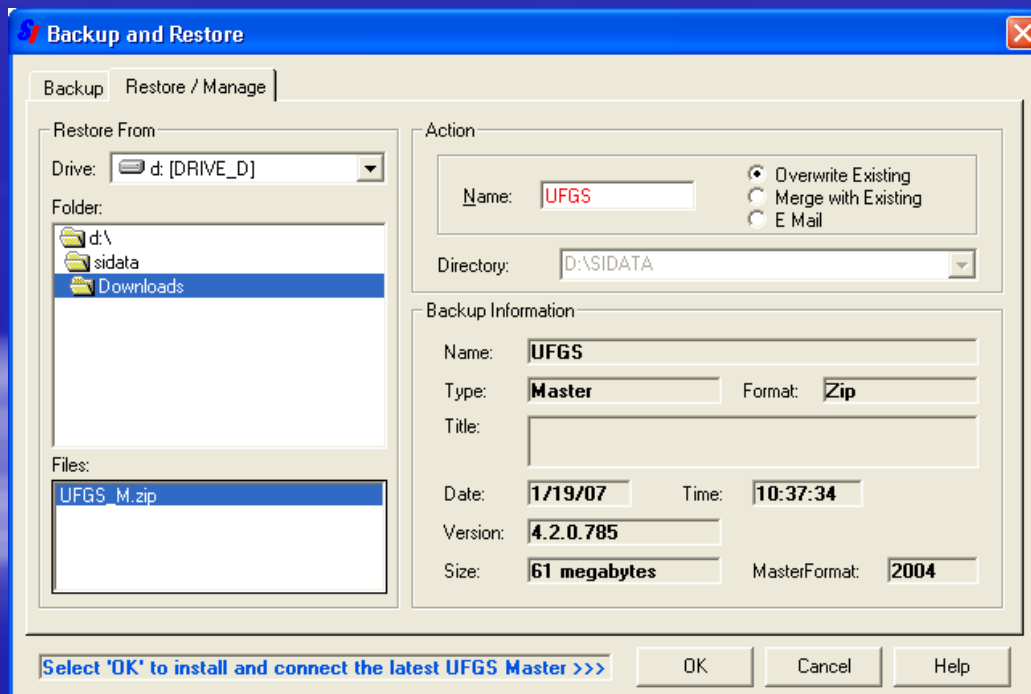 SI Backup and Restore
Backup
Restore / Manage
Restore From
Drive: d: [DRIVE_D]
Folder:
d:\
sidata
Downloads
Files:
UFGS_M.zip
Action
Name: UFGS
Overwrite Existing
Merge with Existing
E Mail
Directory: D:\SIDATA
Backup Information
Name: UFGS
Type: Master Format: Zip
Title:
Date: 1/19/07 Time: 10:37:34
Version: 4.2.0.785
Size: 61 megabytes MasterFormat: 2004
Select 'OK' to install and connect the latest UFGS Master >>>
OK
Cancel
Help